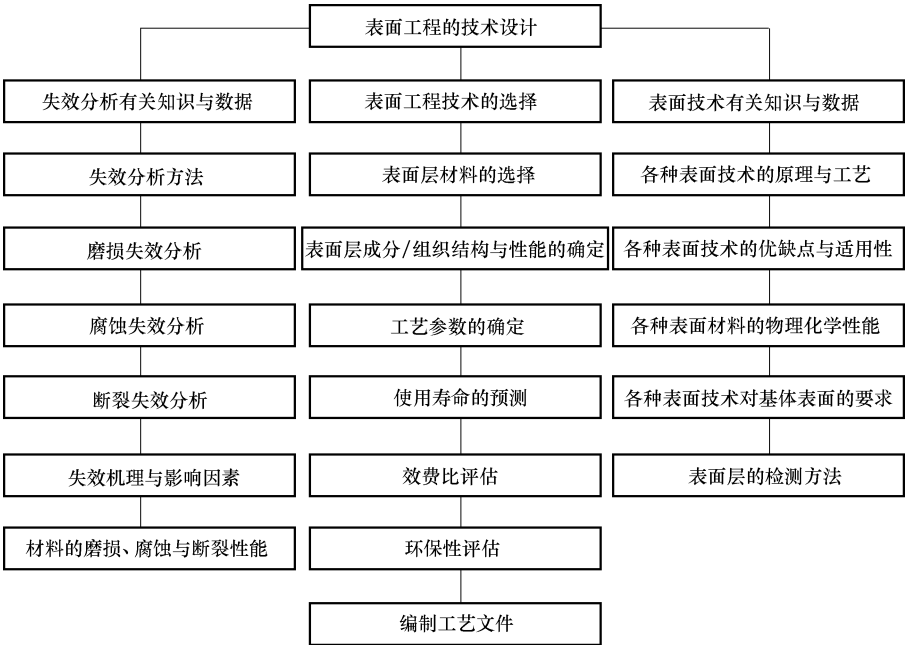 表面工程的技术设计
失效分析有关知识与数据
表面工程技术的选择
表面技术有关知识与数据
失效分析方法
表面层材料的选择
各种表面技术的原理与工艺
磨损失效分析
表面层成分/组织结构与性能的确定
各种表面技术的优缺点与适用性
腐蚀失效分析
工艺参数的确定
各种表面材料的物理化学性能
断裂失效分析
使用寿命的预测
各种表面技术对基体表面的要求
失效机理与影响因素
效费比评估
表面层的检测方法
材料的磨损、腐蚀与断裂性能
环保性评估
编制工艺文件